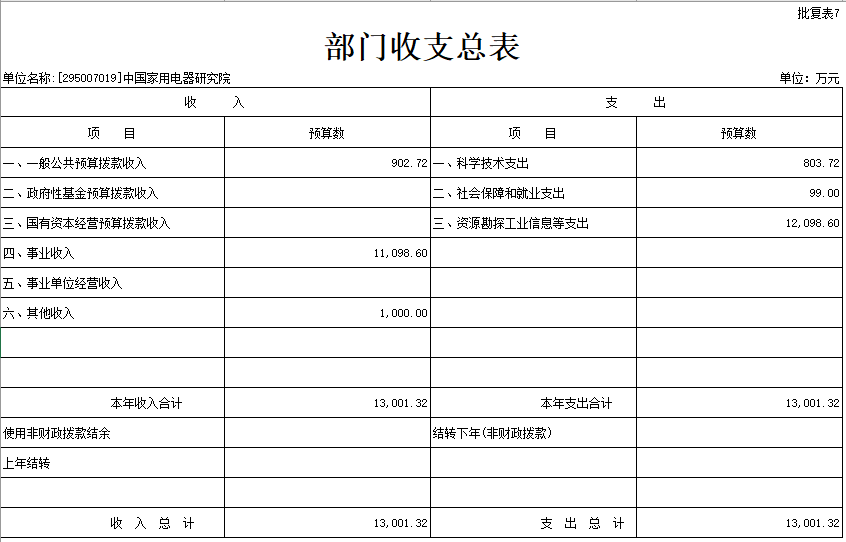 批复表7
部门收支总表
单位名称:[295007019]中国家用电器研究院 单位：万元
收 入 支 出
项 目 预算数 项 目 预算数
一、一般公共预算拨款收入 902.72 一、科学技术支出 803.72
二、政府性基金预算拨款收入 二、社会保障和就业支出 99.00
三、国有资本经营预算拨款收入 三、资源勘探工业信息等支出 12,098.60
四、事业收入 11,098.60
五、事业单位经营收入
六、其他收入 1,000.00
本年收入合计 13,001.32 本年支出合计 13,001.32
使用非财政拨款结余 结转下年(非财政拨款)
上年结转
收 入 总 计 13,001.32 支 出 总 计 13,001.32